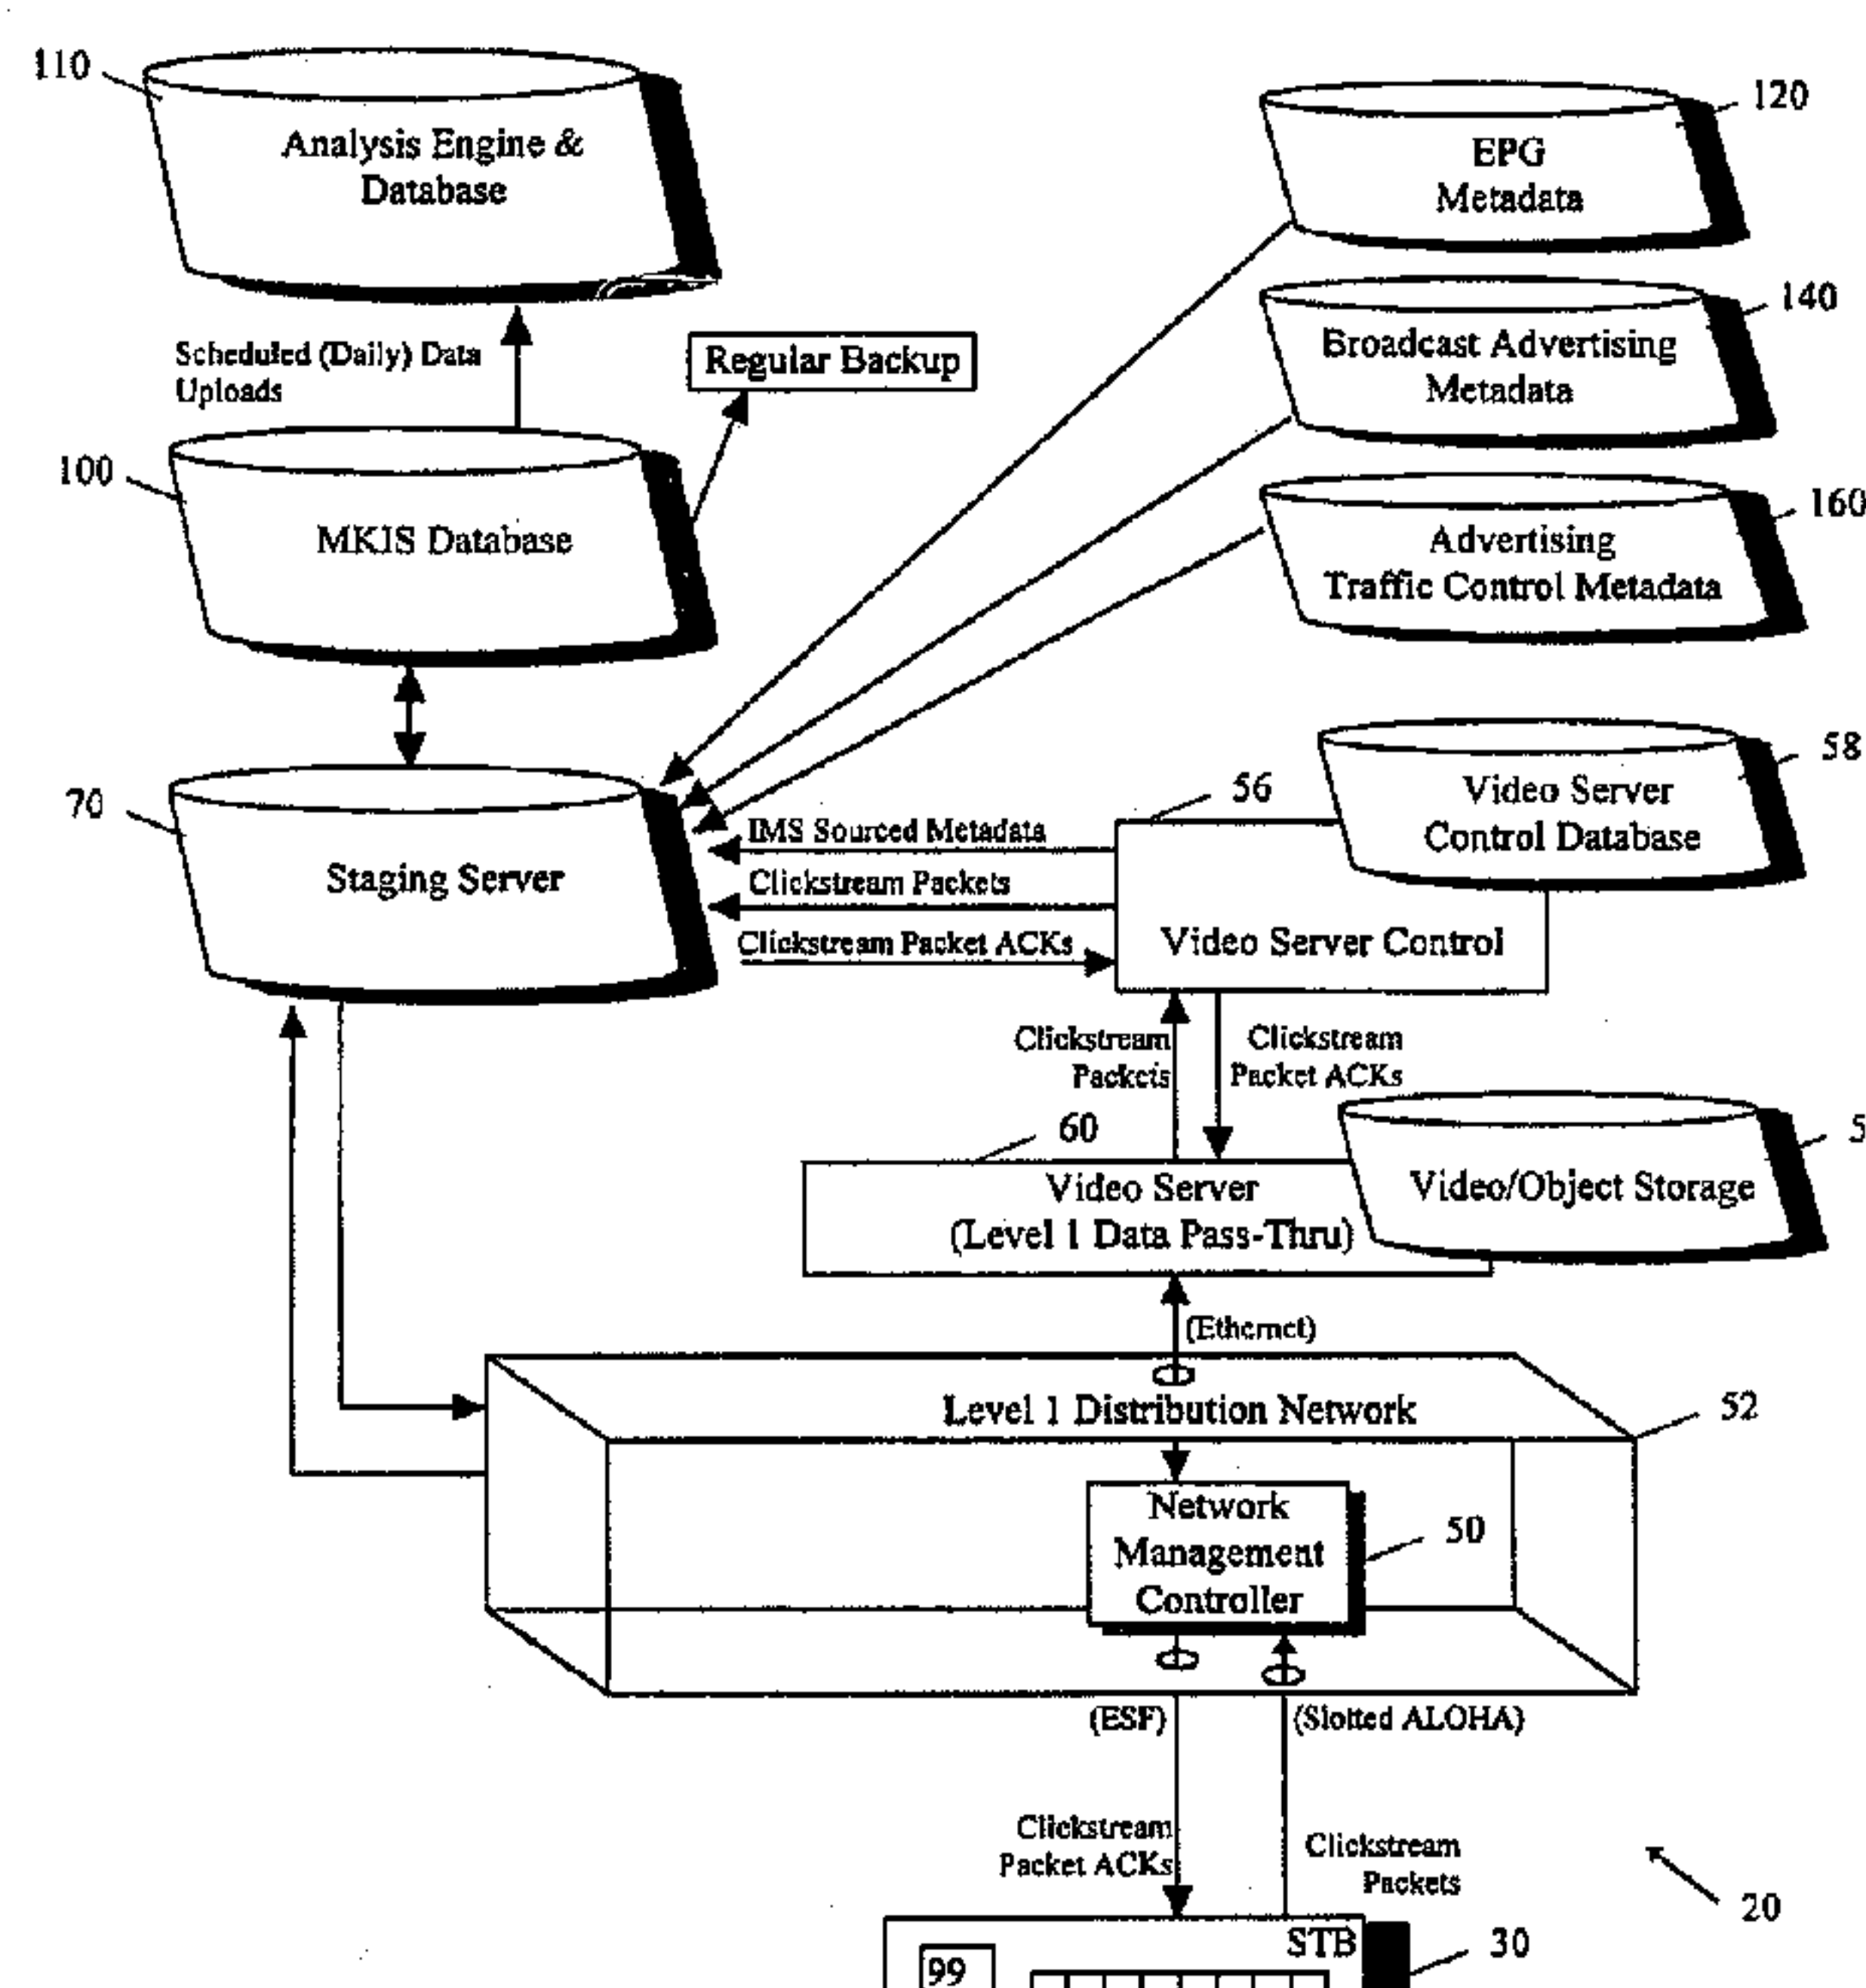 110
Analysis Engine &
Database
120
EPG
Metadata
140
Broadcast Advertising
Metadata
Scheduled (Daily) Data
Uploads
Regular Backup
100
MKIS Database
160
Advertising
Traffic Control Metadata
70
Staging Server
58
Video Server
Control Database
56
IMS Sourced Metadata
Clickstream Packets
Clickstream Packet ACKs
Video Server Control
Clickstream
Packets
Clickstream
Packet ACKs
60
Video Server
(Level 1 Data Pass-Thru)
5
Video/Object Storage
(Ethernet)
Level 1 Distribution Network
52
Network
Management
Controller
50
(ESF)
(Slotted ALOHA)
Clickstream
Packet ACKs
Clickstream
Packets
20
STB
30
99